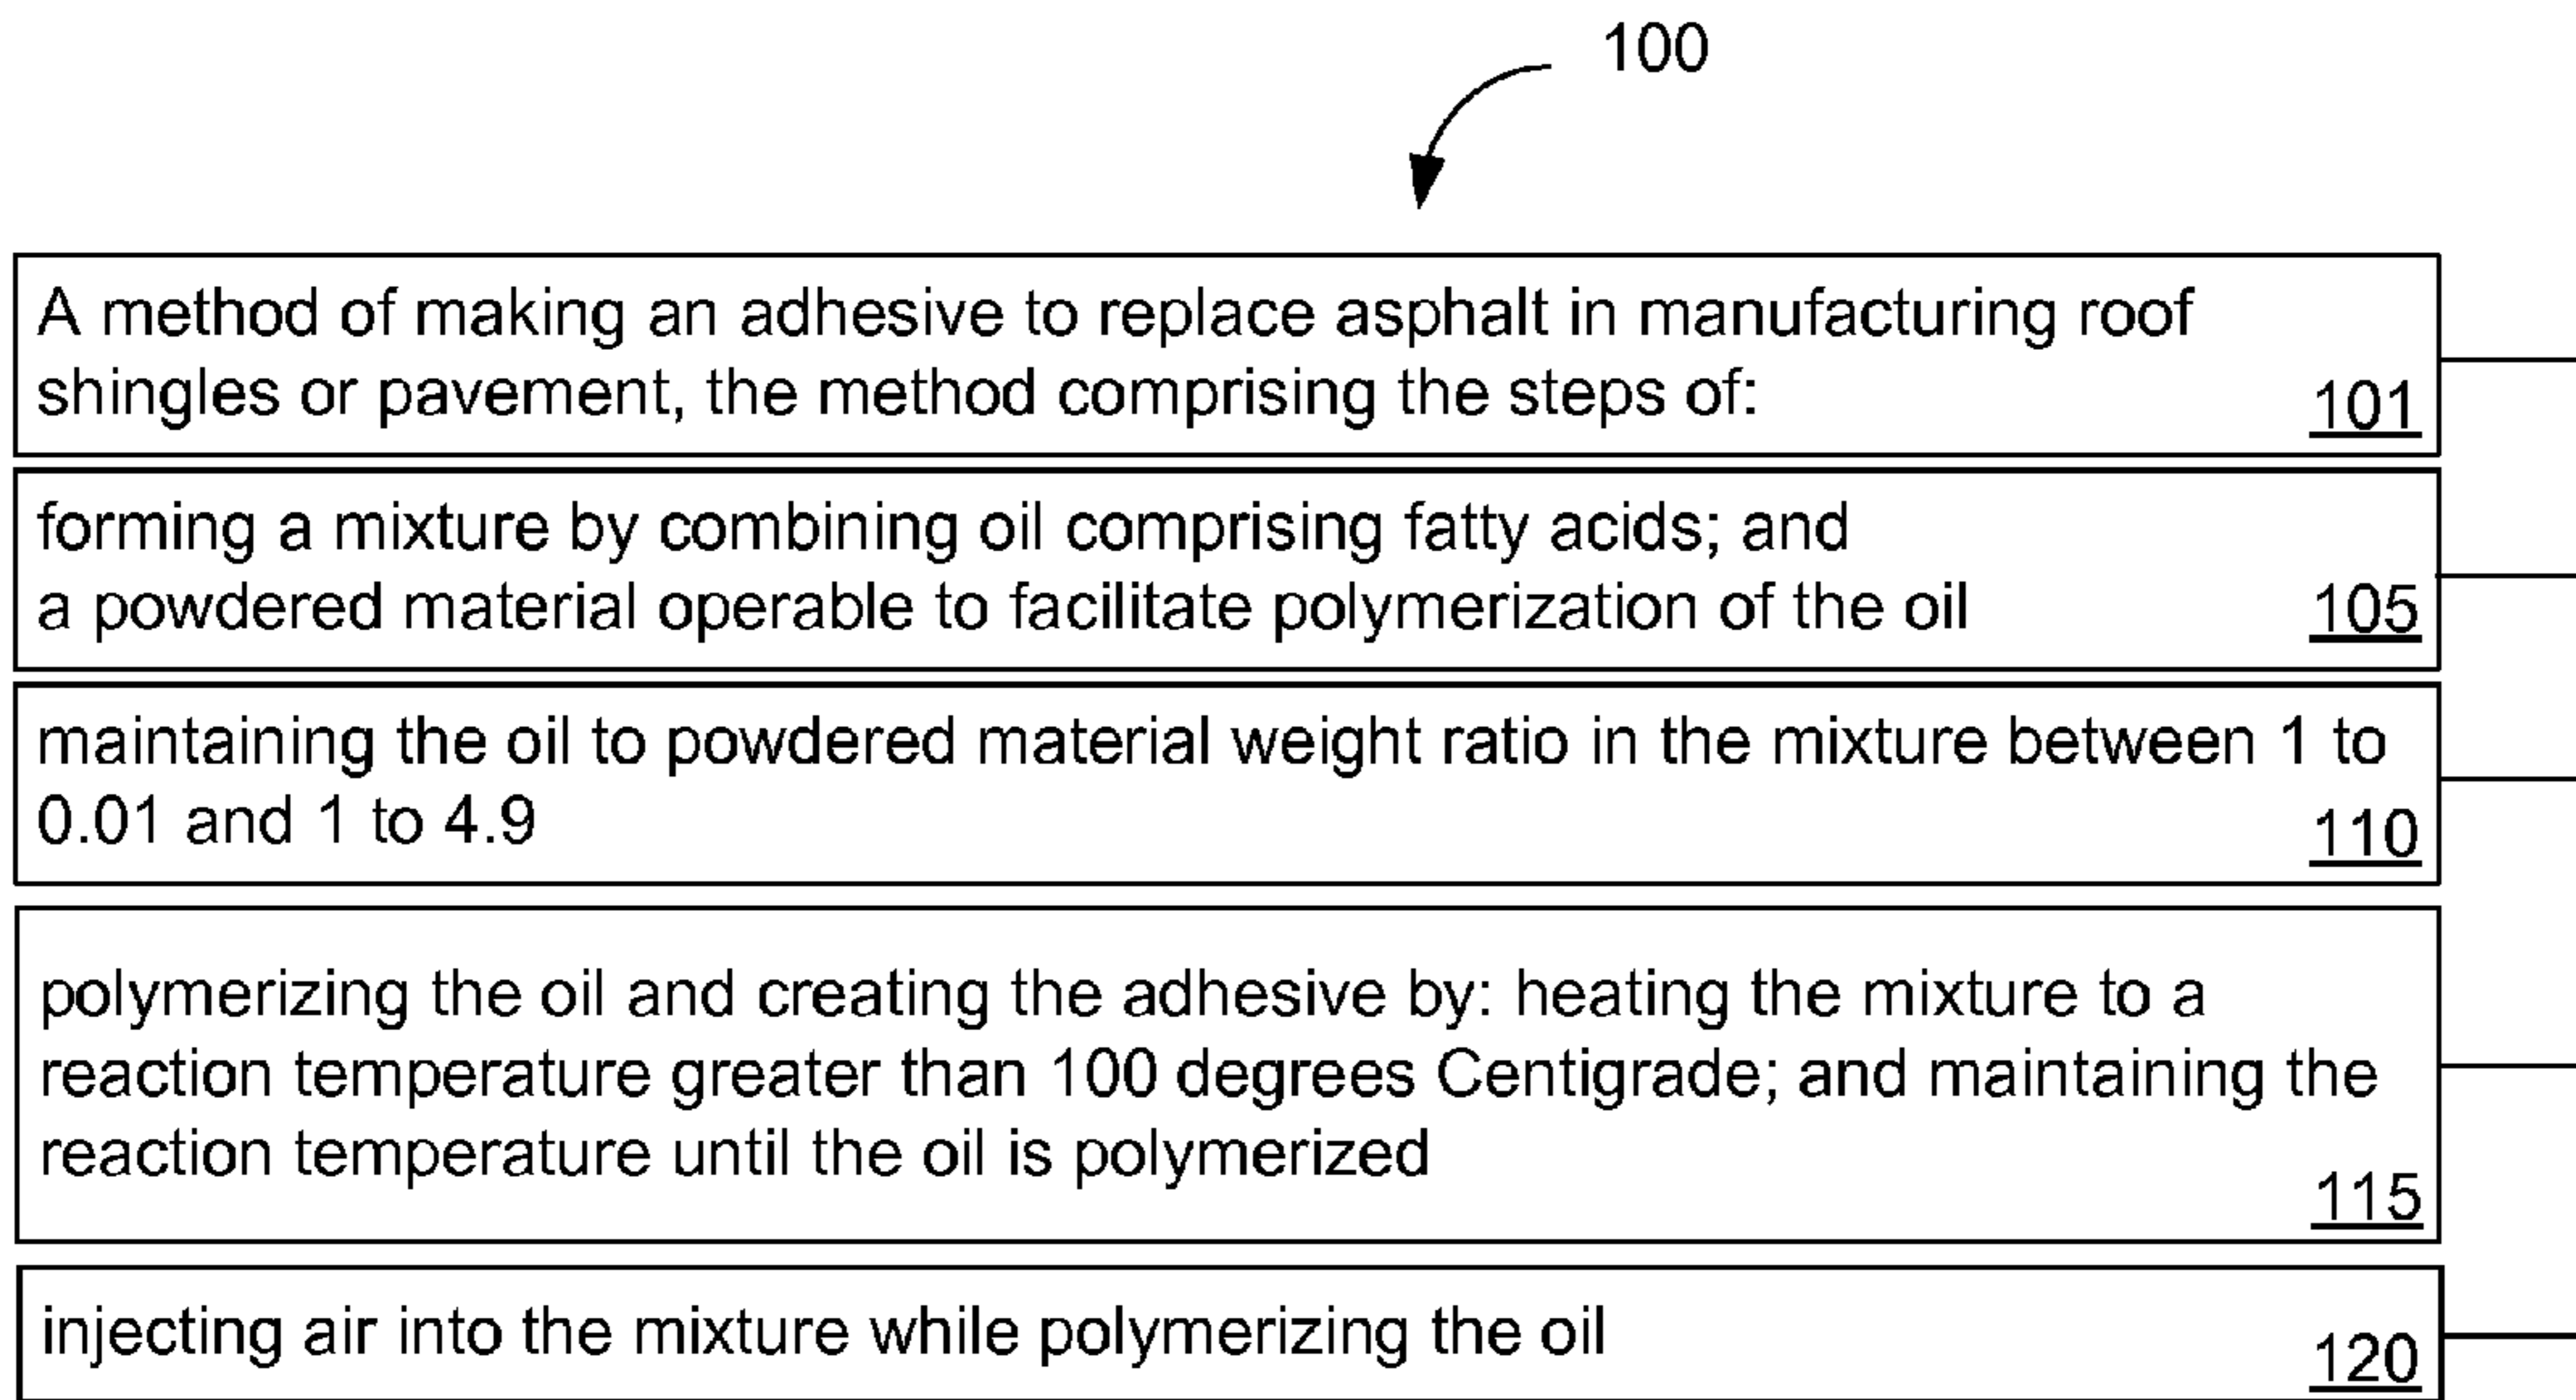 100
A method of making an adhesive to replace asphalt in manufacturing roof
shingles or pavement, the method comprising the steps of:
101
forming a mixture by combining oil comprising fatty acids; and
a powdered material operable to facilitate polymerization of the oil
105
maintaining the oil to powdered material weight ratio in the mixture between 1 to
0.01 and 1 to 4.9
110
polymerizing the oil and creating the adhesive by: heating the mixture to a
reaction temperature greater than 100 degrees Centigrade; and maintaining the
reaction temperature until the oil is polymerized
115
injecting air into the mixture while polymerizing the oil
120